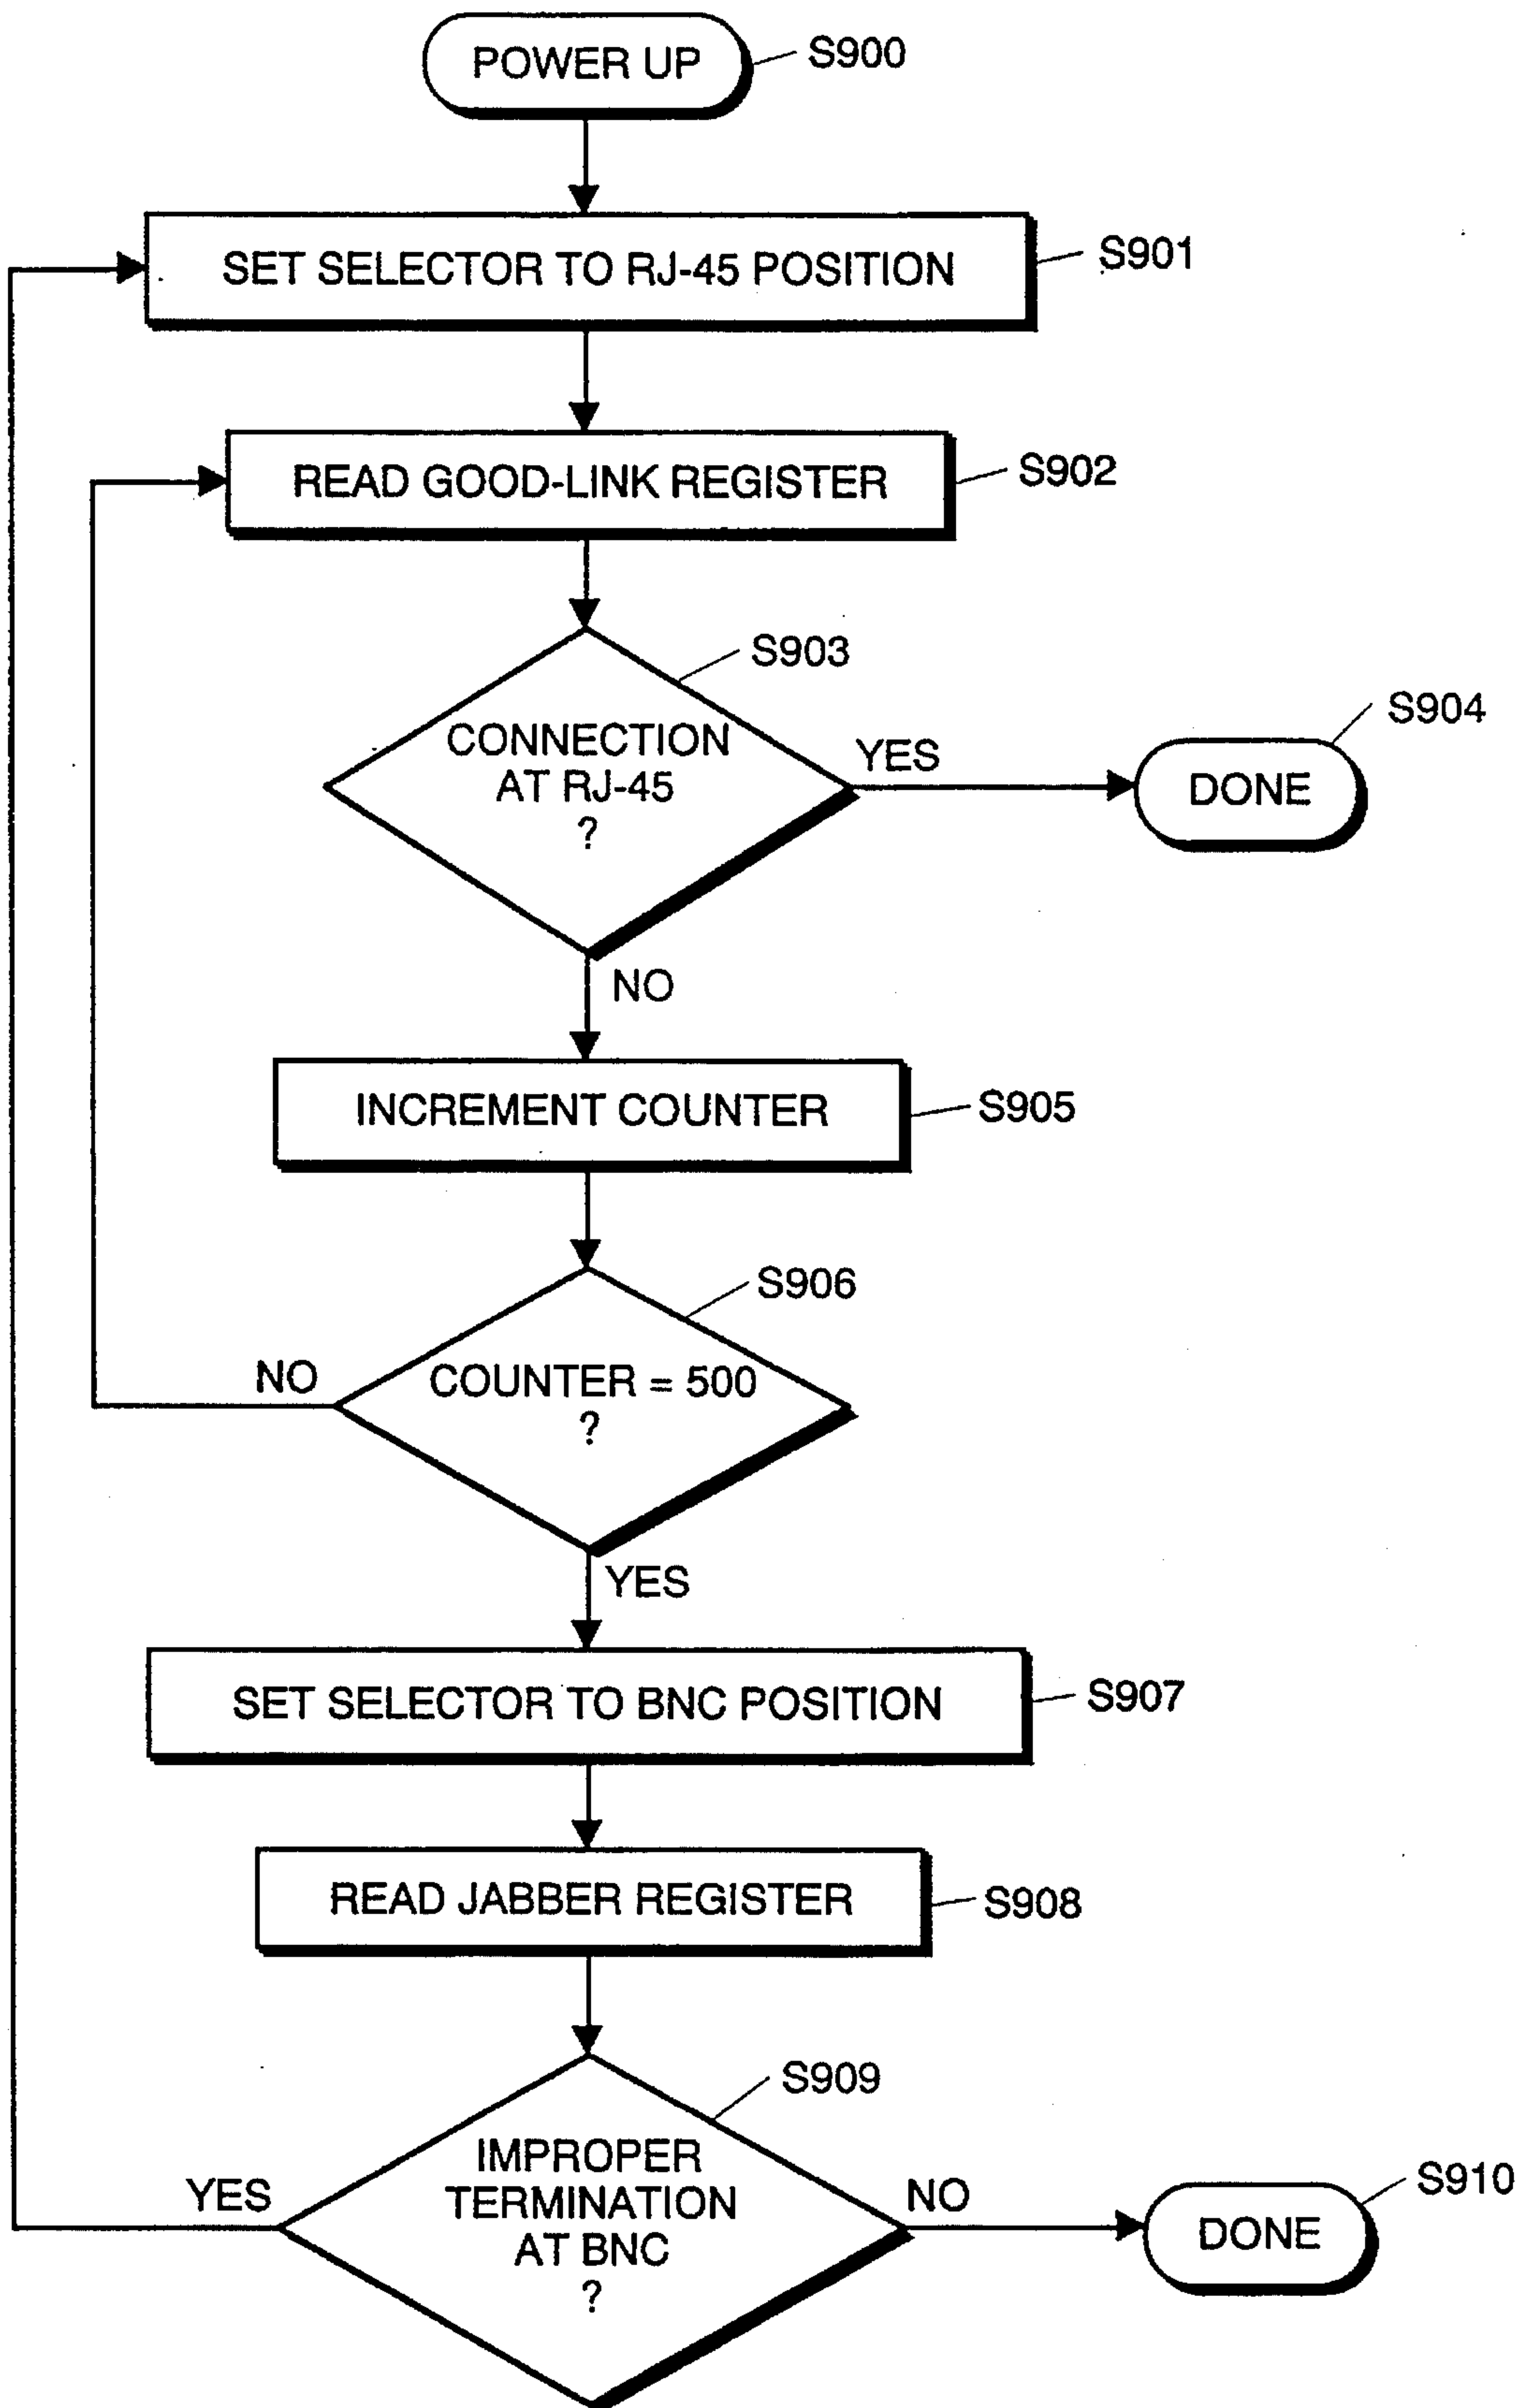 POWER UP
S900
SET SELECTOR TO RJ-45 POSITION
S901
READ GOOD-LINK REGISTER
S902
S903
CONNECTION
AT RJ-45
?
YES
S904
DONE
NO
INCREMENT COUNTER
S905
S906
NO
COUNTER = 500
?
YES
SET SELECTOR TO BNC POSITION
S907
READ JABBER REGISTER
S908
S909
YES
IMPROPER
TERMINATION
AT BNC
?
NO
S910
DONE